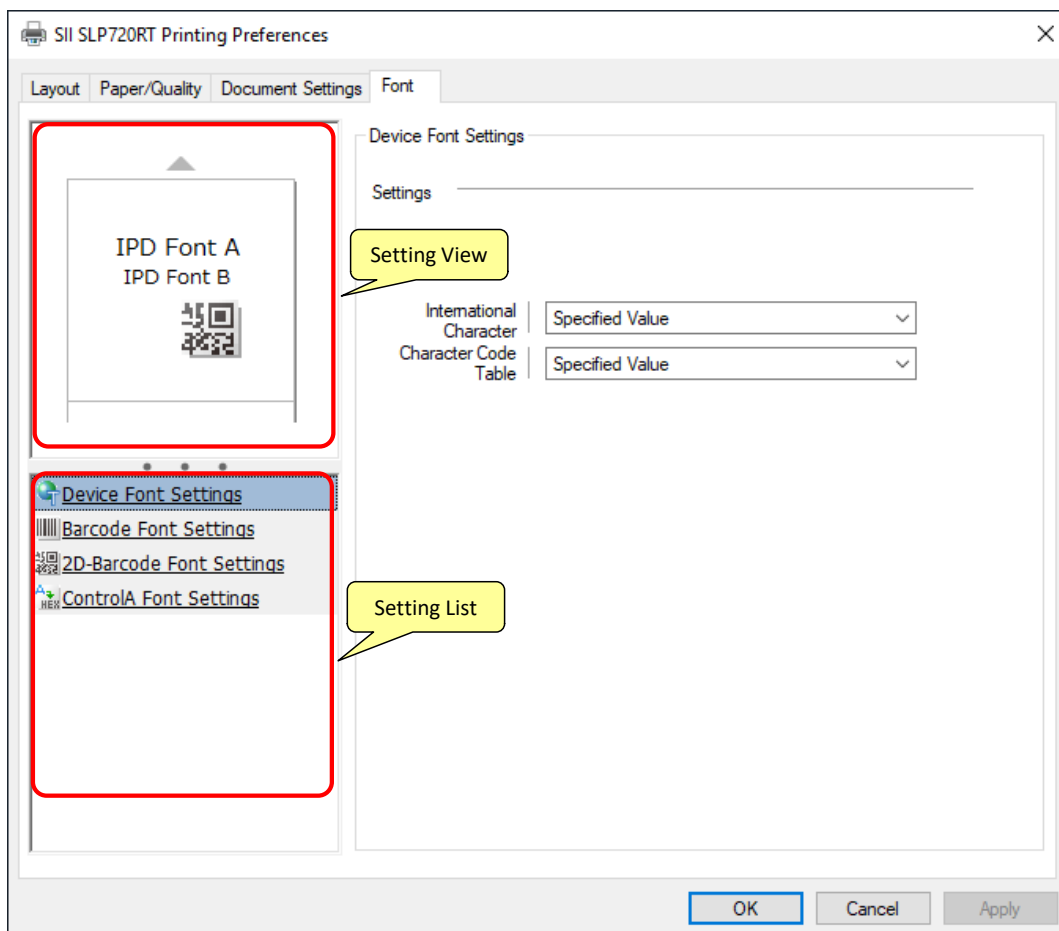 SII SLP720RT Printing Preferences
Layout
Paper/Quality
Document Settings
Font
IPD Font A
IPD Font B
Setting View
Device Font Settings
Barcode Font Settings
2D-Barcode Font Settings
A
HEX
ControlA Font Settings
Setting List
Device Font Settings
Settings
International
Character
Specified Value
Character Code
Table
Specified Value
OK
Cancel
Apply